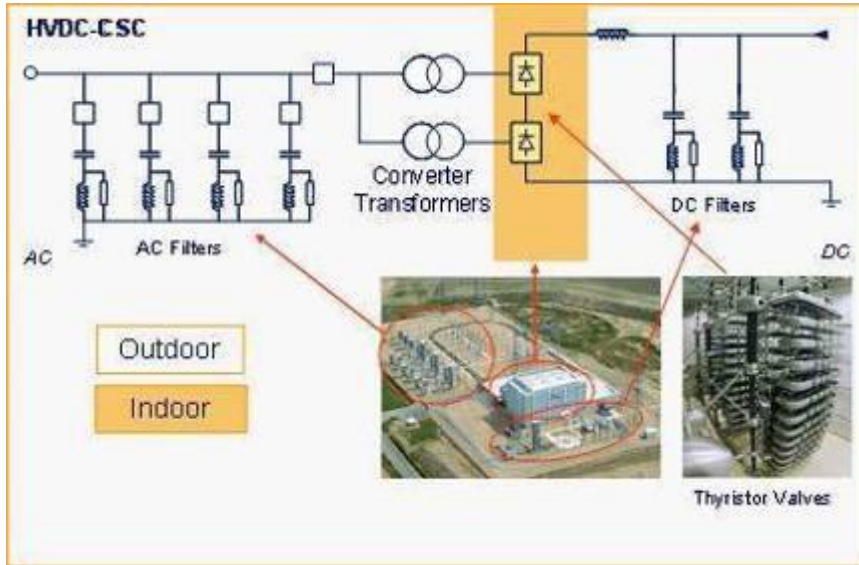 HVDC-CSC
Converter
Transformers
AC Filters
DC Filters
AC
DC
Outdoor
Indoor
Thyristor Valves